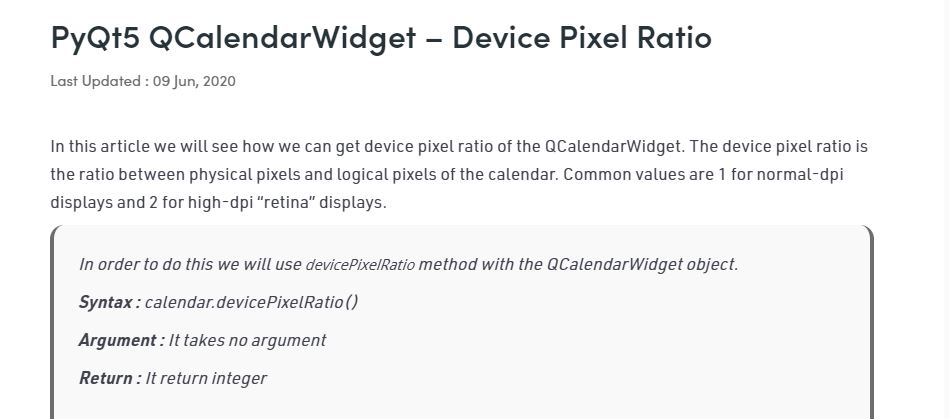 PyQt5 QCalendarWidget – Device Pixel Ratio
Last Updated : 09 Jun, 2020
In this article we will see how we can get device pixel ratio of the QCalendarWidget. The device pixel ratio is
the ratio between physical pixels and logical pixels of the calendar. Common values are 1 for normal-dpi
displays and 2 for high-dpi “retina” displays.
In order to do this we will use devicePixelRatio method with the QCalendarWidget object.
Syntax : calendar.devicePixelRatio()
Argument : It takes no argument
Return : It return integer